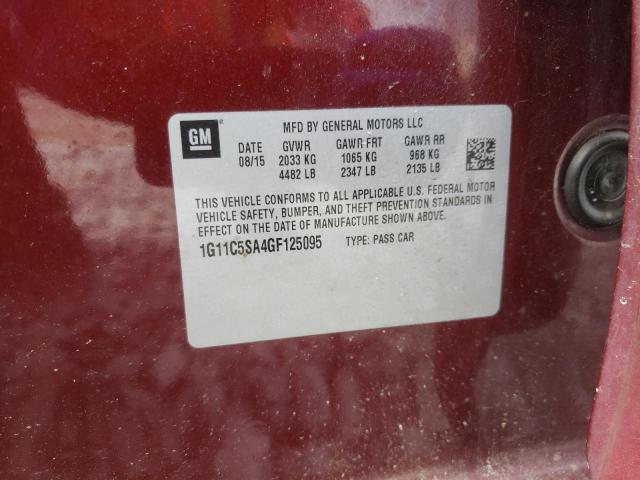 GM
MFD BY GENERAL MOTORS LLC
DATE GVWR GAWR FRT GAWR RR
08/15 2033 KG 1065 KG 968 KG
4482 LB 2347 LB 2135 LB
THIS VEHICLE CONFORMS TO ALL APPLICABLE U.S. FEDERAL MOTOR
VEHICLE SAFETY, BUMPER, AND THEFT PREVENTION STANDARDS IN
EFFECT ON THE DATE OF MANUFACTURE SHOWN ABOVE.
1G11C5SA4GF125095 TYPE: PASS CAR